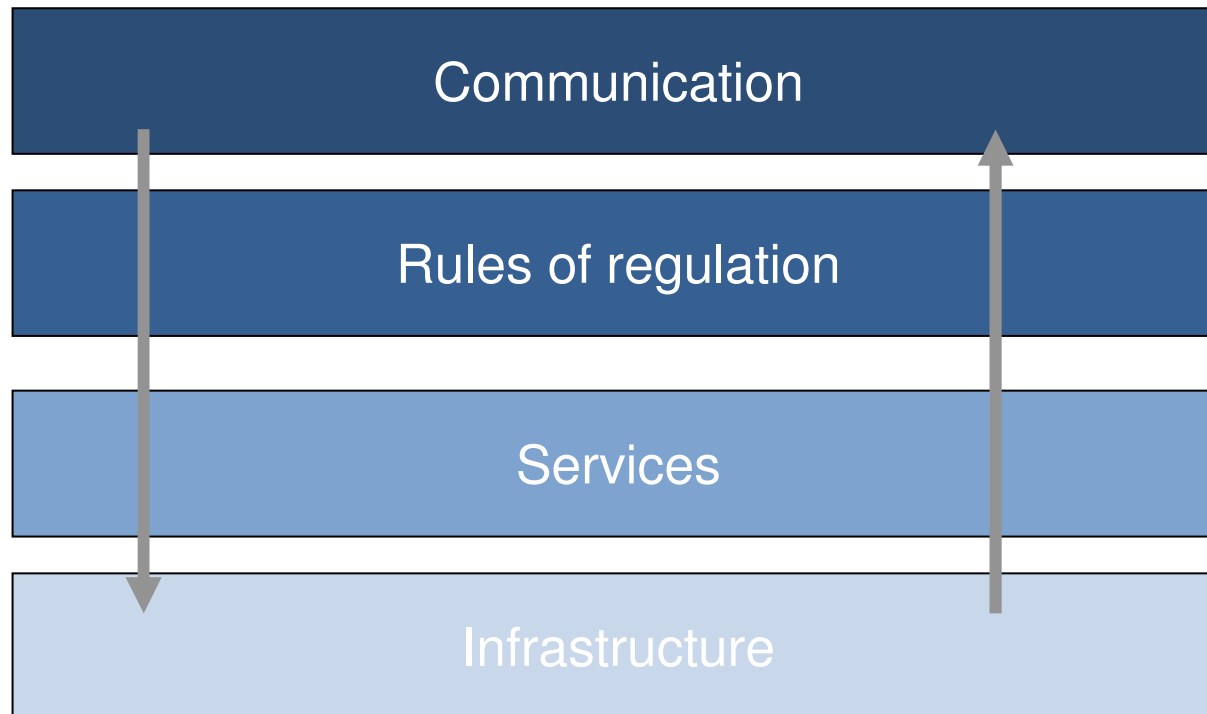 Communication
Rules of regulation
Services
Infrastructure